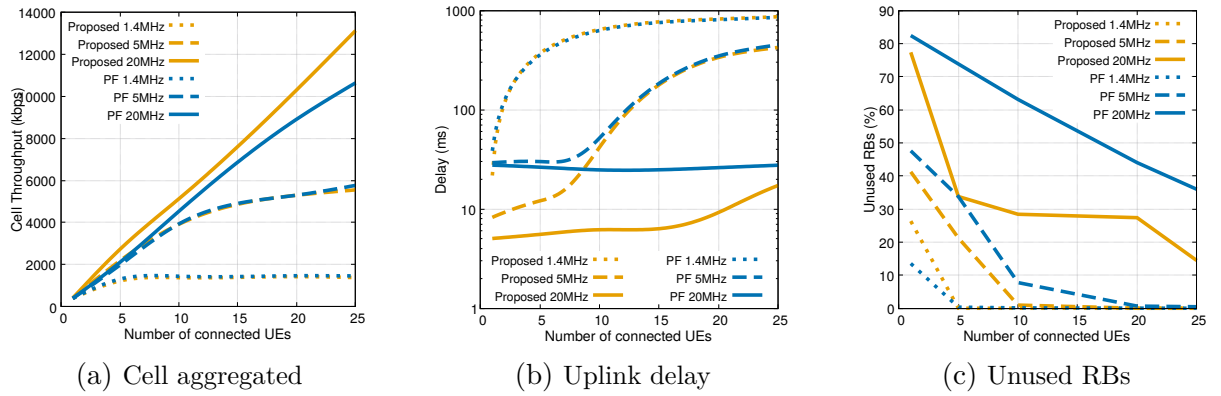 Cell Throughput (kbps)
14000
12000
10000
8000
6000
4000
2000
0
Proposed 1.4MHz
Proposed 5MHz
Proposed 20MHz
PF 1.4MHz
PF 5MHz
PF 20MHz
0 5 10 15 20 25
Number of connected UEs
(a) Cell aggregated
Delay (ms)
1000
100
10
1
Proposed 1.4MHz
Proposed 5MHz
Proposed 20MHz
PF 1.4MHz
PF 5MHz
PF 20MHz
0 5 10 15 20 25
Number of connected UEs
(b) Uplink delay
Unused RBs (%)
90
80
70
60
50
40
30
20
10
0
Proposed 1.4MHz
Proposed 5MHz
Proposed 20MHz
PF 1.4MHz
PF 5MHz
PF 20MHz
0 5 10 15 20 25
Number of connected UEs
(c) Unused RBs